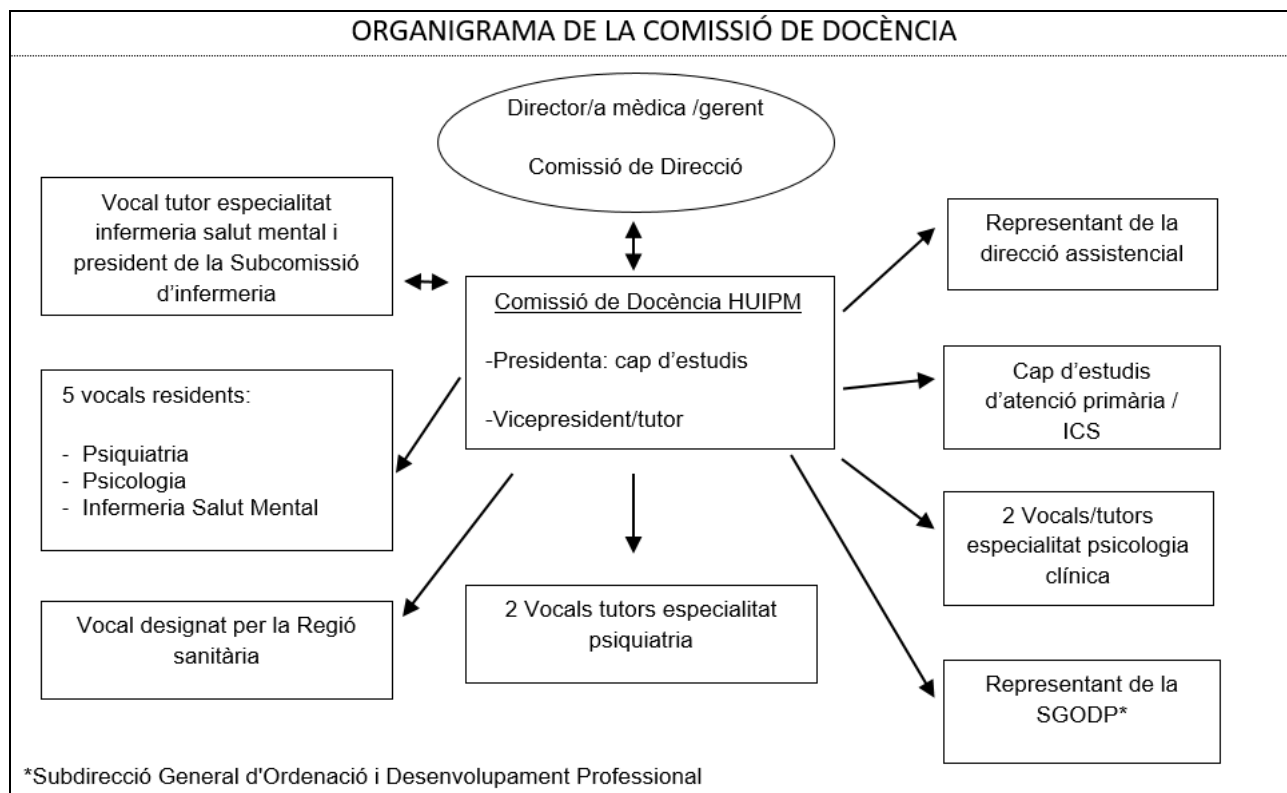 ORGANIGRAMA DE LA COMISSIÓ DE DOCÈNCIA
Director/a mèdica /gerent
Comissió de Direcció
Vocal tutor especialitat
infermeria salut mental i
president de la Subcomissió
d'infermeria
Representant de la
direcció assistencial
Comissió de Docència HUIPM
-Presidenta: cap d'estudis
-Vicepresident/tutor
5 vocals residents:
- Psiquiatria
- Psicologia
- Infermeria Salut Mental
Cap d'estudis
d'atenció primària /
ICS
2 Vocals/tutors
especialitat psicologia
clínica
Vocal designat per la Regió
sanitària
2 Vocals tutors especialitat
psiquiatria
Representant de la
SGODP*
*Subdirecció General d'Ordenació i Desenvolupament Professional